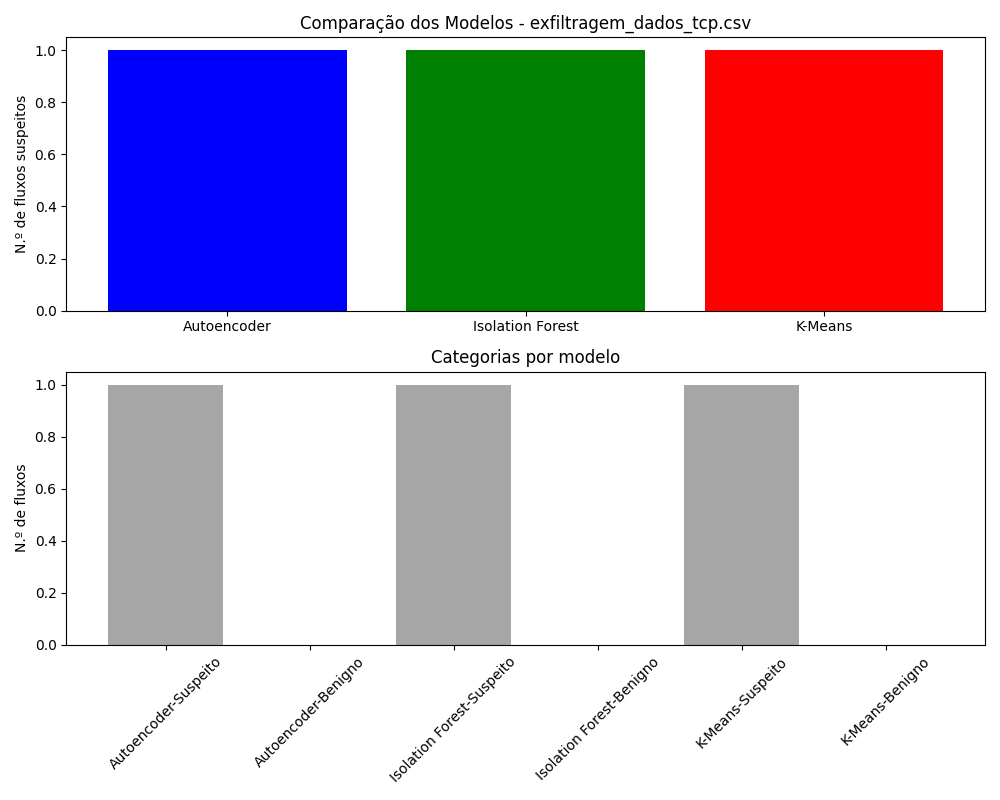 Comparação dos Modelos - exfiltragem_dados_tcp.csv
N.º de fluxos suspeitos
1.0
0.8
0.6
0.4
0.2
0.0
Autoencoder
Isolation Forest
K-Means
Categorias por modelo
N.º de fluxos
1.0
0.8
0.6
0.4
0.2
0.0
Autoencoder-Suspeito
Autoencoder-Benigno
Isolation Forest-Suspeito
Isolation Forest-Benigno
K-Means-Suspeito
K-Means-Benigno